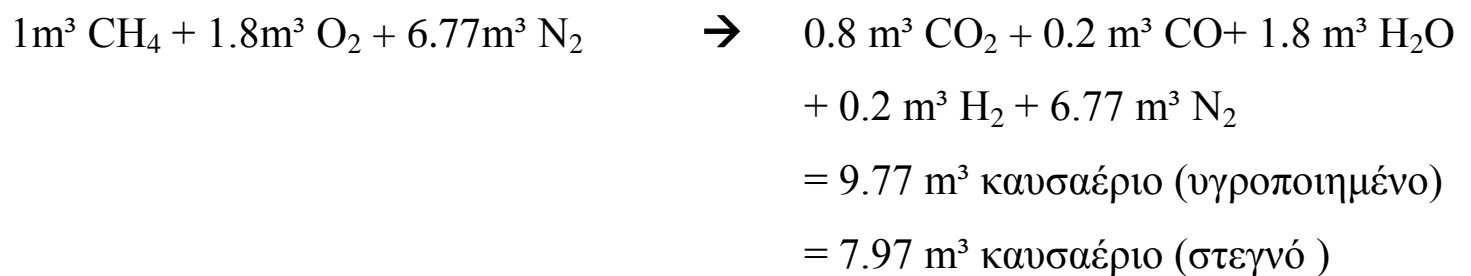 1m³ CH₄ + 1.8m³ O₂ + 6.77m³ N₂ → 0.8 m³ CO₂ + 0.2 m³ CO+ 1.8 m³ H₂O
+ 0.2 m³ H₂ + 6.77 m³ N₂
= 9.77 m³ καυσαέριο (υγροποιημένο)
= 7.97 m³ καυσαέριο (στεγνό )